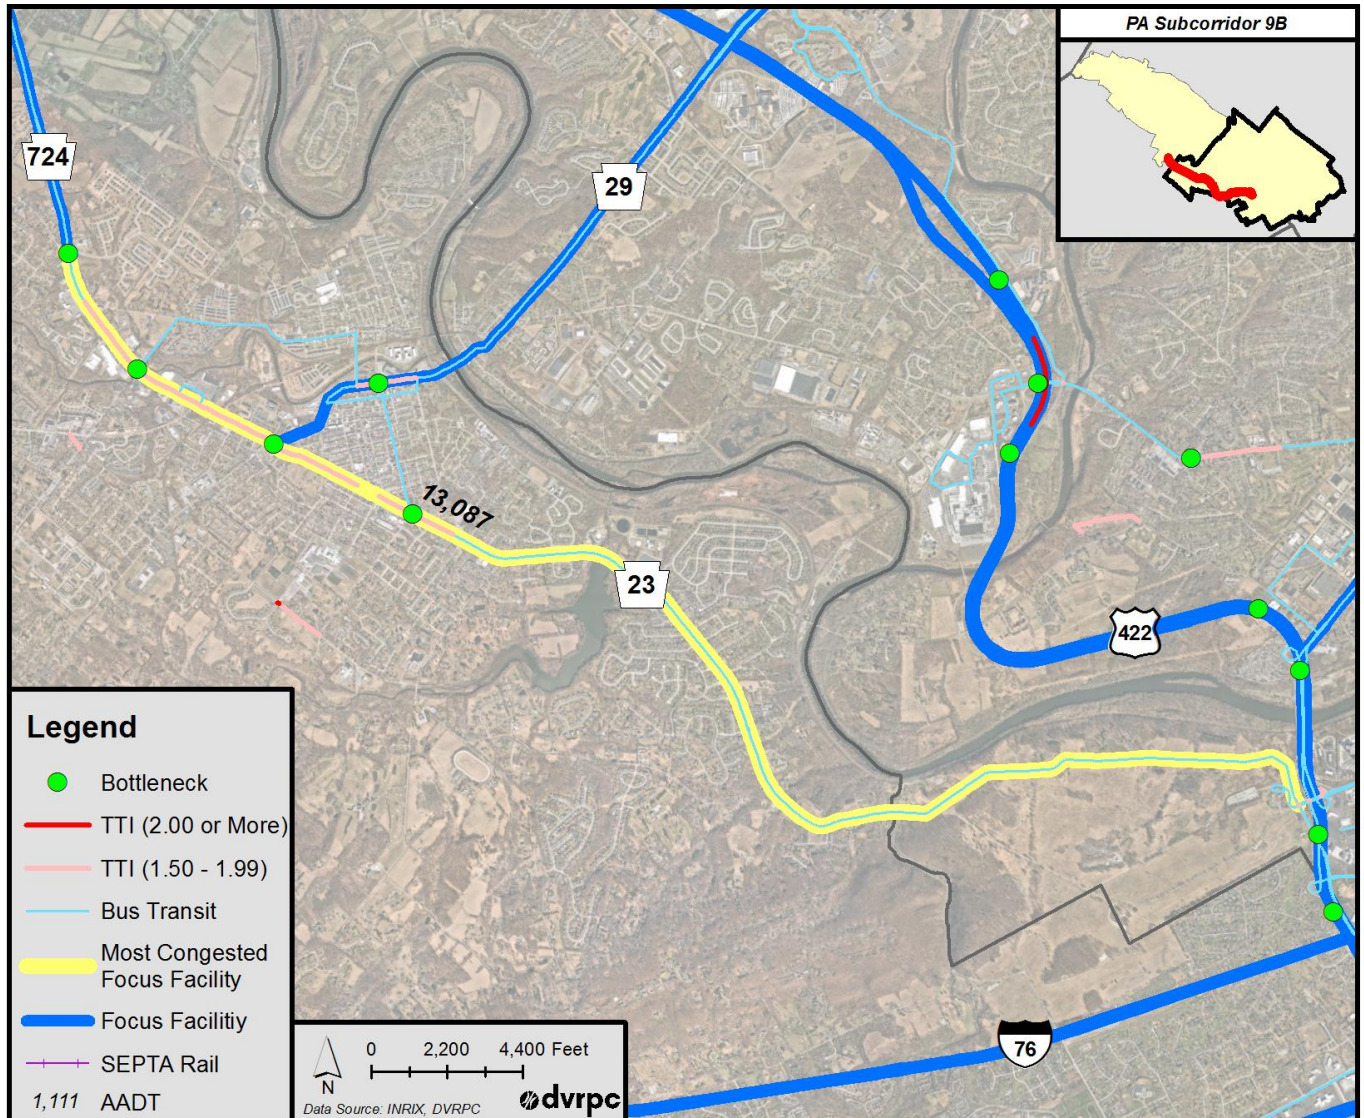 PA Subcorridor 9B
724
29
13,087
23
422
76
Legend
Bottleneck
TTI (2.00 or More)
TTI (1.50 - 1.99)
Bus Transit
Most Congested
Focus Facility
Focus Facilitiy
SEPTA Rail
1,111 AADT
0 2,200 4,400 Feet
N
Data Source: INRIX, DVRPC
dvrpc